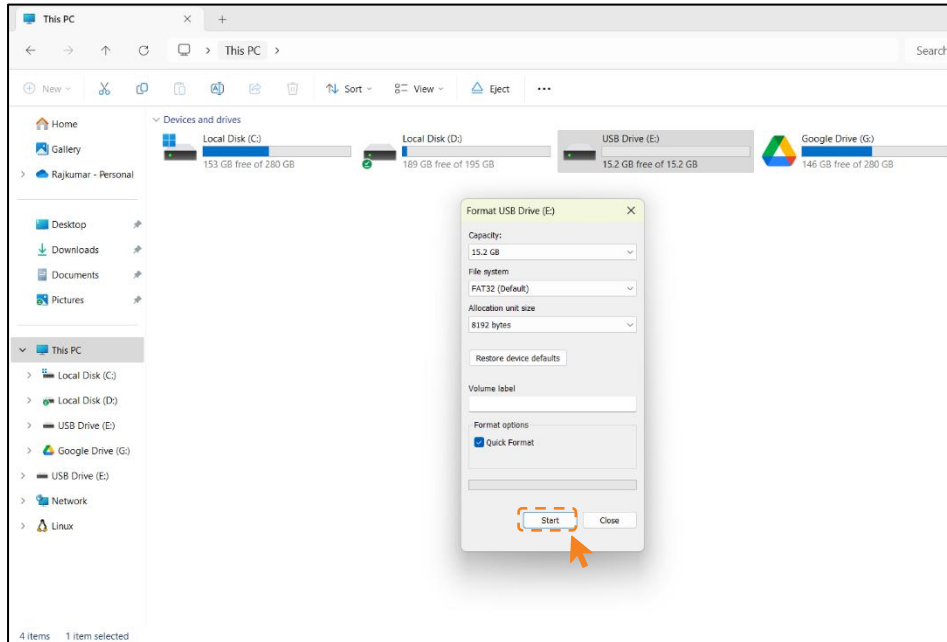 This PC
This PC
Search
New
Sort
View
Eject
Home
Gallery
Rajkumar - Personal
Desktop
Downloads
Documents
Pictures
This PC
Local Disk (C:)
Local Disk (D:)
USB Drive (E:)
Google Drive (G:)
USB Drive (E:)
Network
Linux
Devices and drives
Local Disk (C:)
153 GB free of 280 GB
Local Disk (D:)
189 GB free of 195 GB
USB Drive (E:)
15.2 GB free of 15.2 GB
Google Drive (G:)
146 GB free of 280 GB
Format USB Drive (E:)
Capacity:
15.2 GB
File system
FAT32 (Default)
Allocation unit size
8192 bytes
Restore device defaults
Volume label
Format options
Quick Format
Start
Close
4 items 1 item selected